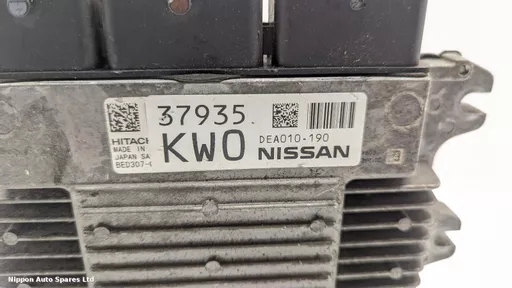 37935
HITACH
MADE IN
JAPAN SA
BED307-
KW0
DEA010-190
NISSAN
Nippon Auto Spares Ltd